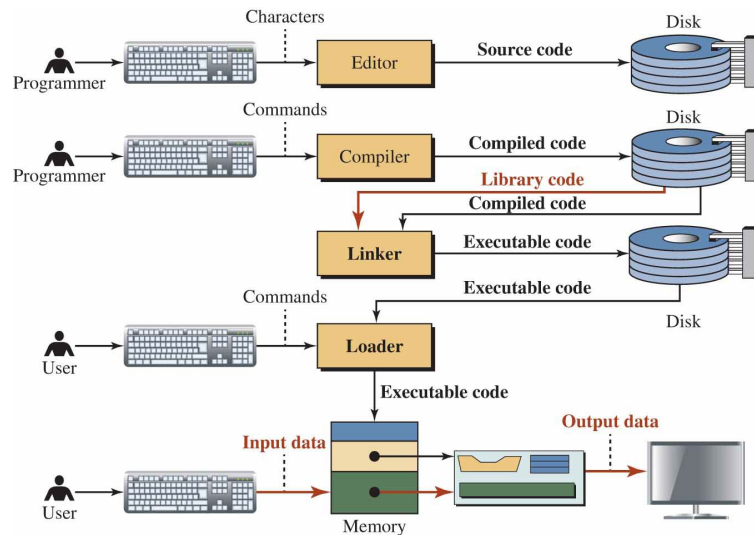 Characters
Disk
Programmer
Editor
Source code
Commands
Disk
Programmer
Compiler
Compiled code
Library code
Compiled code
Linker
Executable code
Executable code
Commands
Disk
User
Loader
Executable code
Input data
Output data
User
Memory